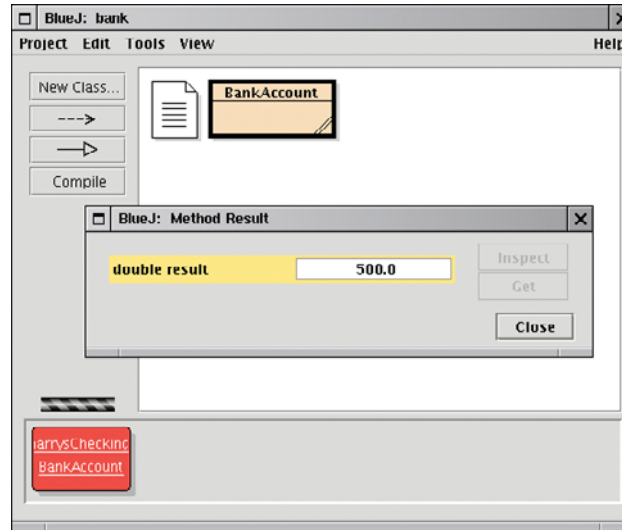 BlueJ: bank
Project Edit Tools View Help
New Class...
BankAccount
Compile
BlueJ: Method Result
double result 500.0
Inspect
Get
Close
arrysChecking
BankAccount